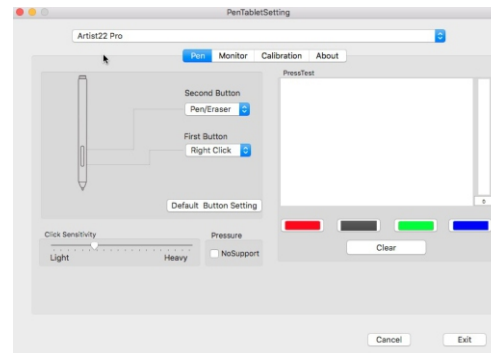 PenTabletSetting
Artist22 Pro
Pen Monitor Calibration About
PressTest
Second Button
Pen/Eraser
First Button
Right Click
Default Button Setting
Click Sensitivity
Light Heavy
Pressure
NoSupport
0
Clear
Cancel Exit